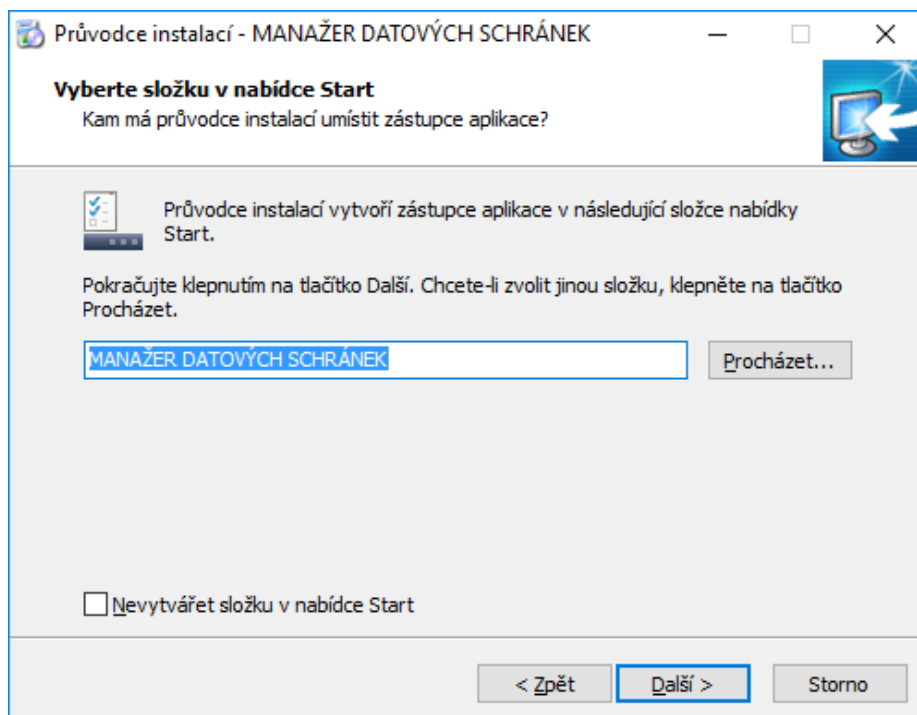 Průvodce instalací - MANAŽER DATOVÝCH SCHRÁNEK
Vyberte složku v nabídce Start
Kam má průvodce instalací umístit zástupce aplikace?
Průvodce instalací vytvoří zástupce aplikace v následující složce nabídky
Start.
Pokračujte klepnutím na tlačítko Další. Chcete-li zvolit jinou složku, klepněte na tlačítko
Procházet.
MANAŽER DATOVÝCH SCHRÁNEK
Procházet...
Nevytvářet složku v nabídce Start
< Zpět
Další >
Storno